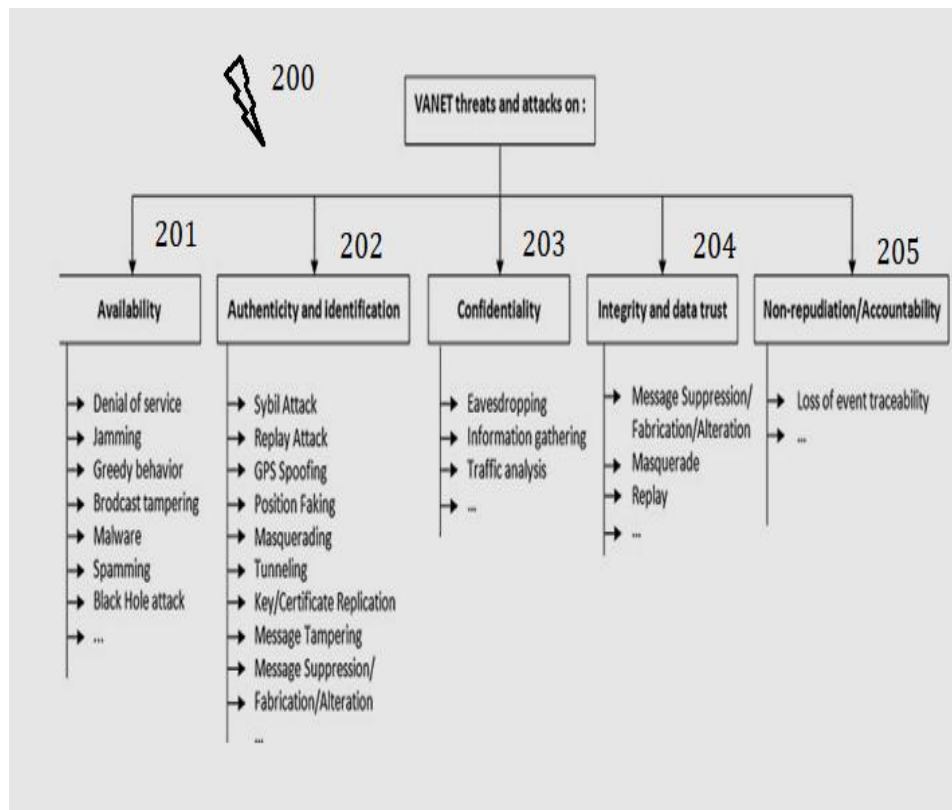 200
VANET threats and attacks on :
201
202
203
204
205
Availability
Authenticity and identification
Confidentiality
Integrity and data trust
Non-repudiation/Accountability
Denial of service
Jamming
Greedy behavior
Brodcast tampering
Malware
Spamming
Black Hole attack
...
Sybil Attack
Replay Attack
GPS Spoofing
Position Faking
Masquerading
Tunneling
Key/Certificate Replication
Message Tampering
Message Suppression/
Fabrication/Alteration
...
Eavesdropping
Information gathering
Traffic analysis
...
Message Suppression/
Fabrication/Alteration
Masquerade
Replay
...
Loss of event traceability
...